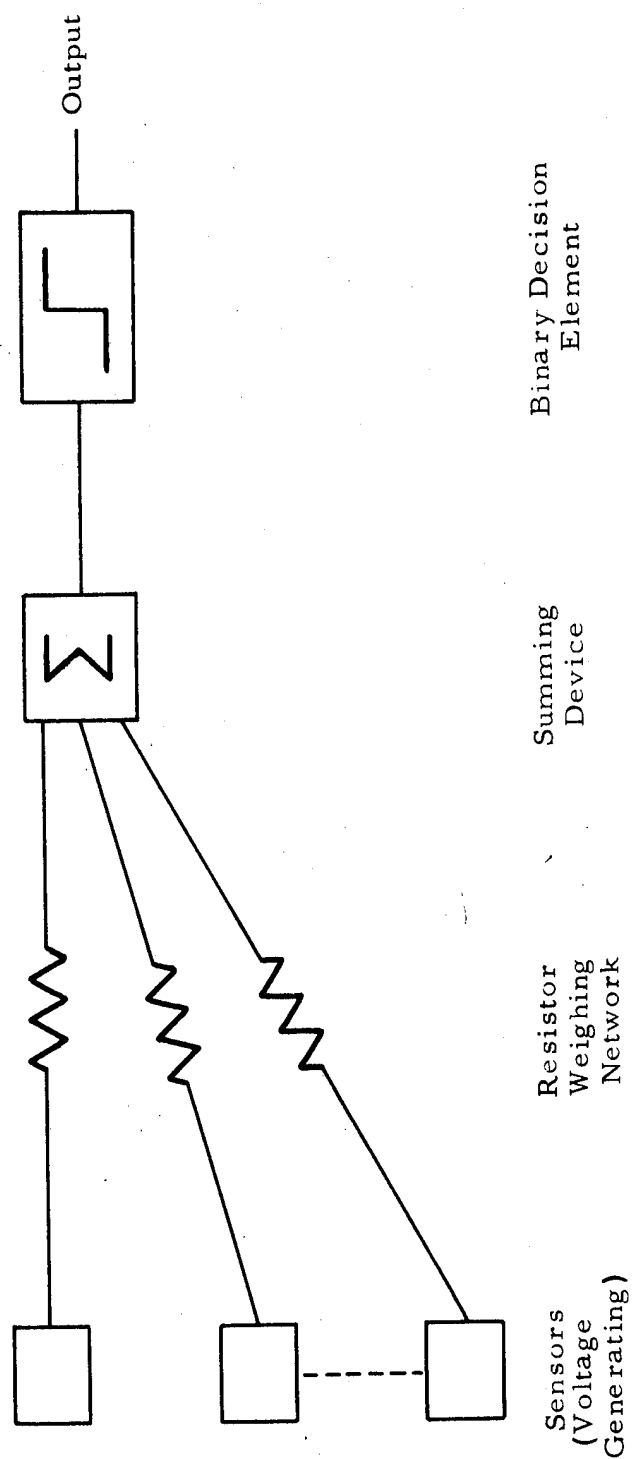 Output
Σ
Sensors
(Voltage
Generating)
Resistor
Weighing
Network
Summing
Device
Binary Decision
Element